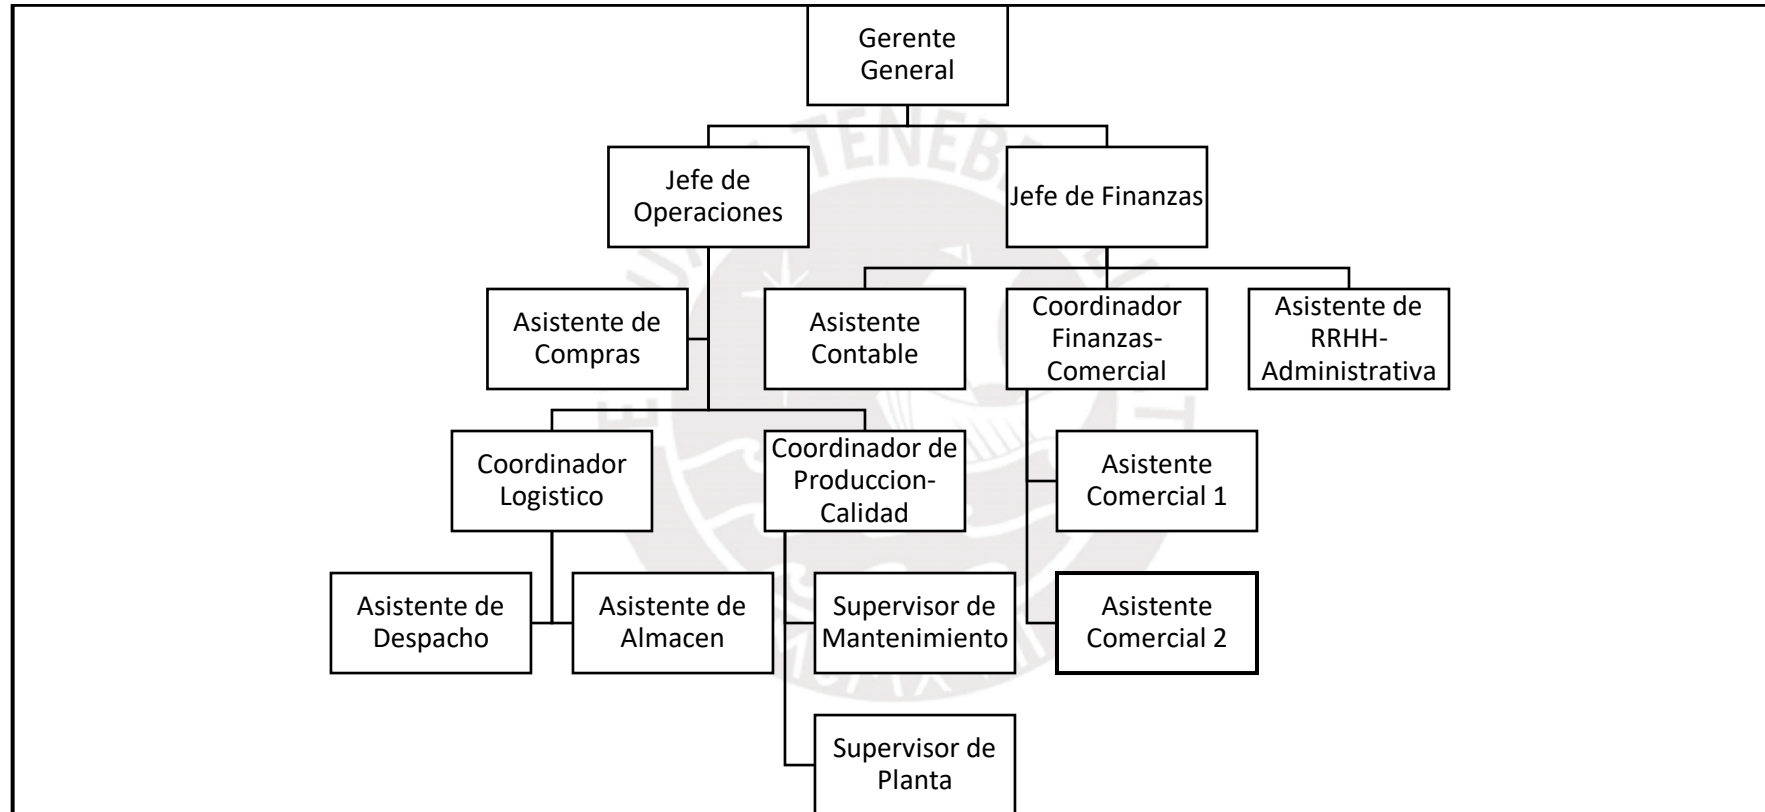 Gerente
General
Jefe de
Operaciones
Jefe de Finanzas
Asistente de
Compras
Asistente
Contable
Coordinador
Finanzas-
Comercial
Asistente de
RRHH-
Administrativa
Coordinador
Logistico
Coordinador de
Produccion-
Calidad
Asistente
Comercial 1
Asistente de
Despacho
Asistente de
Almacen
Supervisor de
Mantenimiento
Asistente
Comercial 2
Supervisor de
Planta